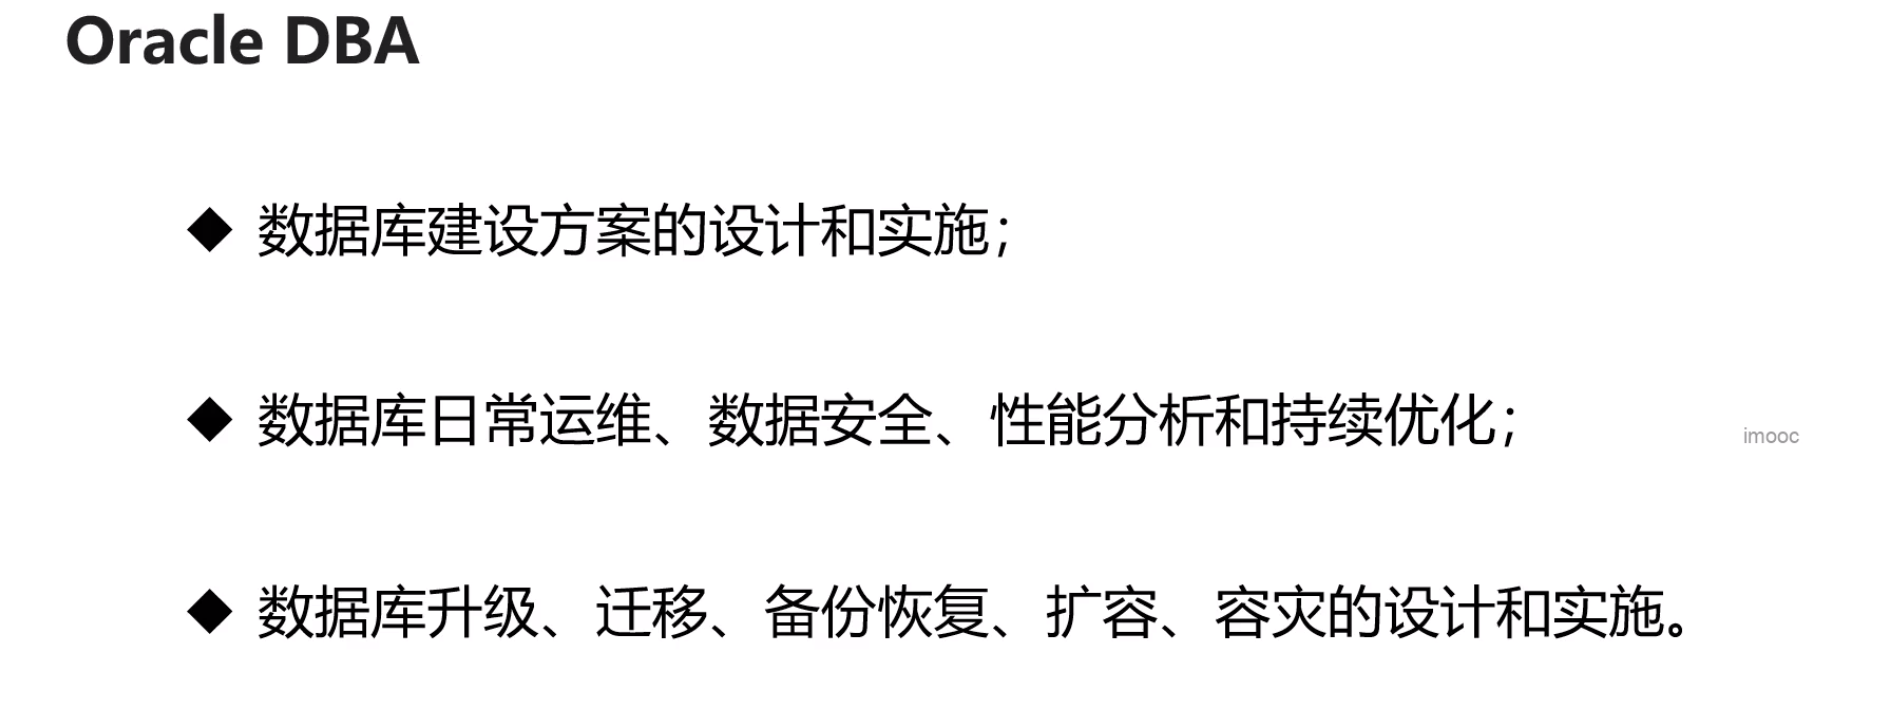 Oracle DBA
◆ 数据库建设方案的设计和实施；
◆ 数据库日常运维、数据安全、性能分析和持续优化；
imooc
◆ 数据库升级、迁移、备份恢复、扩容、容灾的设计和实施。